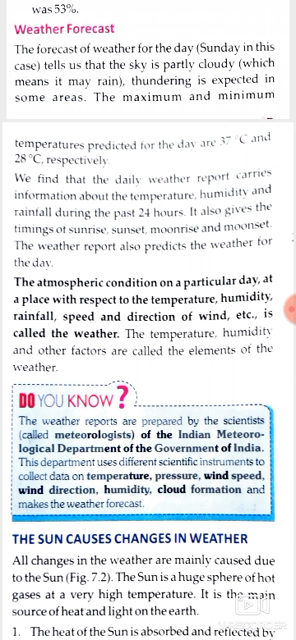 was 53%.
Weather Forecast
The forecast of weather for the day (Sunday in this
case) tells us that the sky is partly cloudy (which
means it may rain), thundering is expected in
some areas. The maximum and minimum
temperatures predicted for the day are 37 °C and
28 °C, respectively.
We find that the daily weather report carries
information about the temperature, humidity and
rainfall during the past 24 hours. It also gives the
timings of sunrise, sunset, moonrise and moonset.
The weather report also predicts the weather for
the day.
The atmospheric condition on a particular day, at
a place with respect to the temperature, humidity,
rainfall, speed and direction of wind, etc., is
called the weather. The temperature, humidity
and other factors are called the elements of the
weather.
DO YOU KNOW ?
The weather reports are prepared by the scientists
(called meteorologists) of the Indian Meteoro-
logical Department of the Government of India.
This department uses different scientific instruments to
collect data on temperature, pressure, wind speed,
wind direction, humidity, cloud formation and
makes the weather forecast.
THE SUN CAUSES CHANGES IN WEATHER
All changes in the weather are mainly caused due
to the Sun (Fig. 7.2). The Sun is a huge sphere of hot
gases at a very high temperature. It is the main
source of heat and light on the earth.
1. The heat of the Sun is absorbed and reflected by